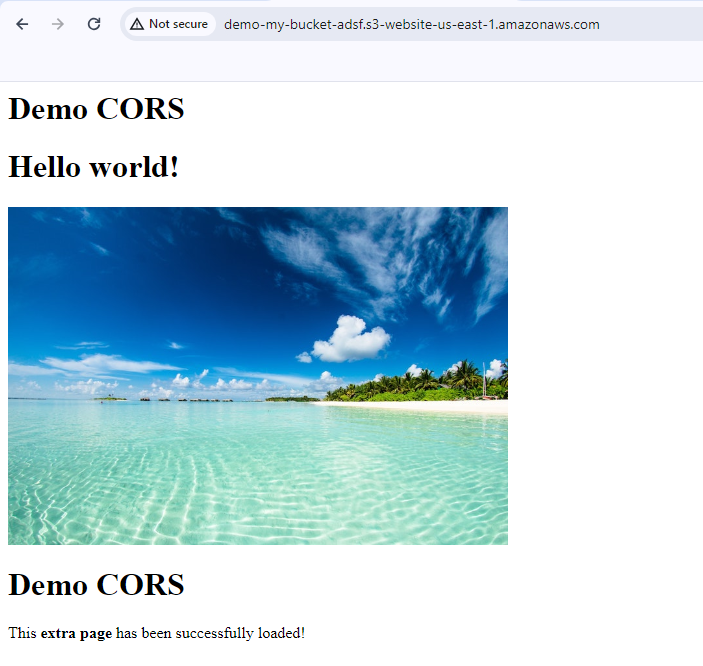 Not secure demo-my-bucket-adsf.s3-website-us-east-1.amazonaws.com
Demo CORS
Hello world!
Demo CORS
This extra page has been successfully loaded!